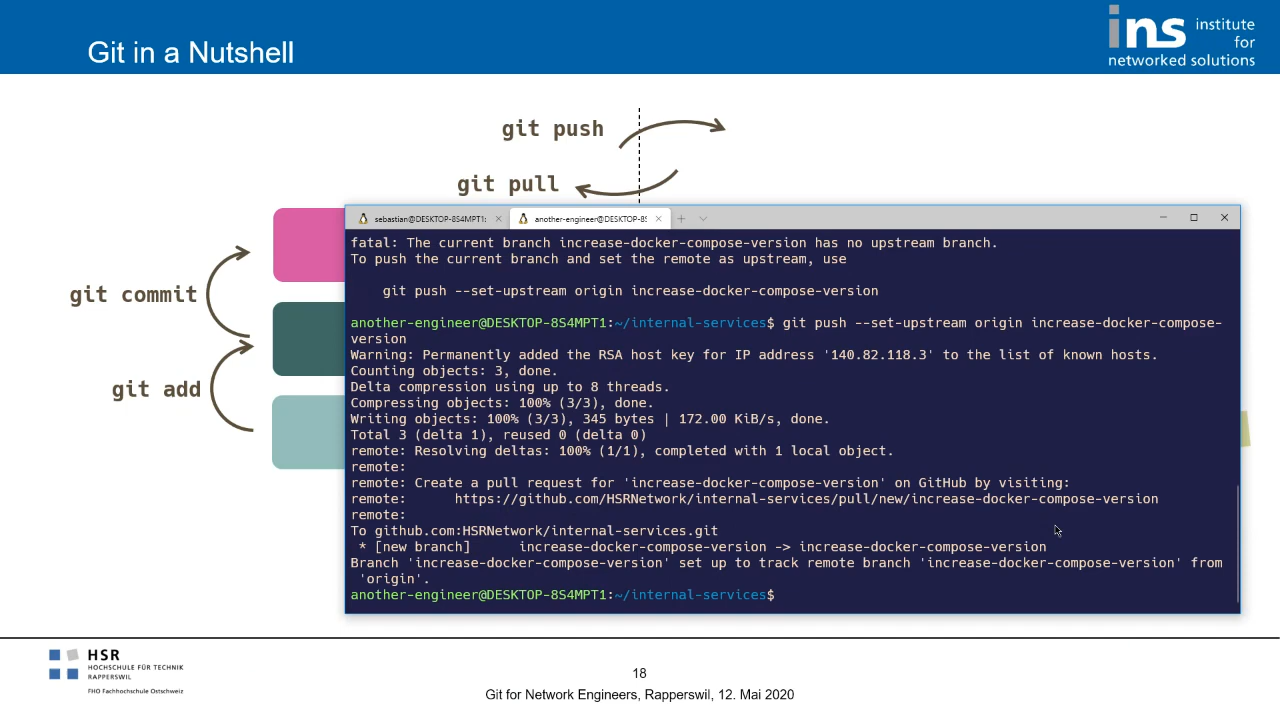 Git in a Nutshell
ins institute
for
networked solutions
git push
git pull
git commit
git add
sebastian@DESKTOP-8S4MPT1:
another-engineer@DESKTOP-8S
fatal: The current branch increase-docker-compose-version has no upstream branch.
To push the current branch and set the remote as upstream, use
git push --set-upstream origin increase-docker-compose-version
another-engineer@DESKTOP-8S4MPT1:~/internal-services$ git push --set-upstream origin increase-docker-compose-
version
Warning: Permanently added the RSA host key for IP address '140.82.118.3' to the list of known hosts.
Counting objects: 3, done.
Delta compression using up to 8 threads.
Compressing objects: 100% (3/3), done.
Writing objects: 100% (3/3), 345 bytes | 172.00 KiB/s, done.
Total 3 (delta 1), reused 0 (delta 0)
remote: Resolving deltas: 100% (1/1), completed with 1 local object.
remote:
remote: Create a pull request for 'increase-docker-compose-version' on GitHub by visiting:
remote:      https://github.com/HSRNetwork/internal-services/pull/new/increase-docker-compose-version
remote:
To github.com:HSRNetwork/internal-services.git
* [new branch]      increase-docker-compose-version -> increase-docker-compose-version
Branch 'increase-docker-compose-version' set up to track remote branch 'increase-docker-compose-version' from
'origin'.
another-engineer@DESKTOP-8S4MPT1:~/internal-services$
HSR
HOCHSCHULE FÜR TECHNIK
RAPPERSWIL
FHO Fachhochschule Ostschweiz
18
Git for Network Engineers, Rapperswil, 12. Mai 2020